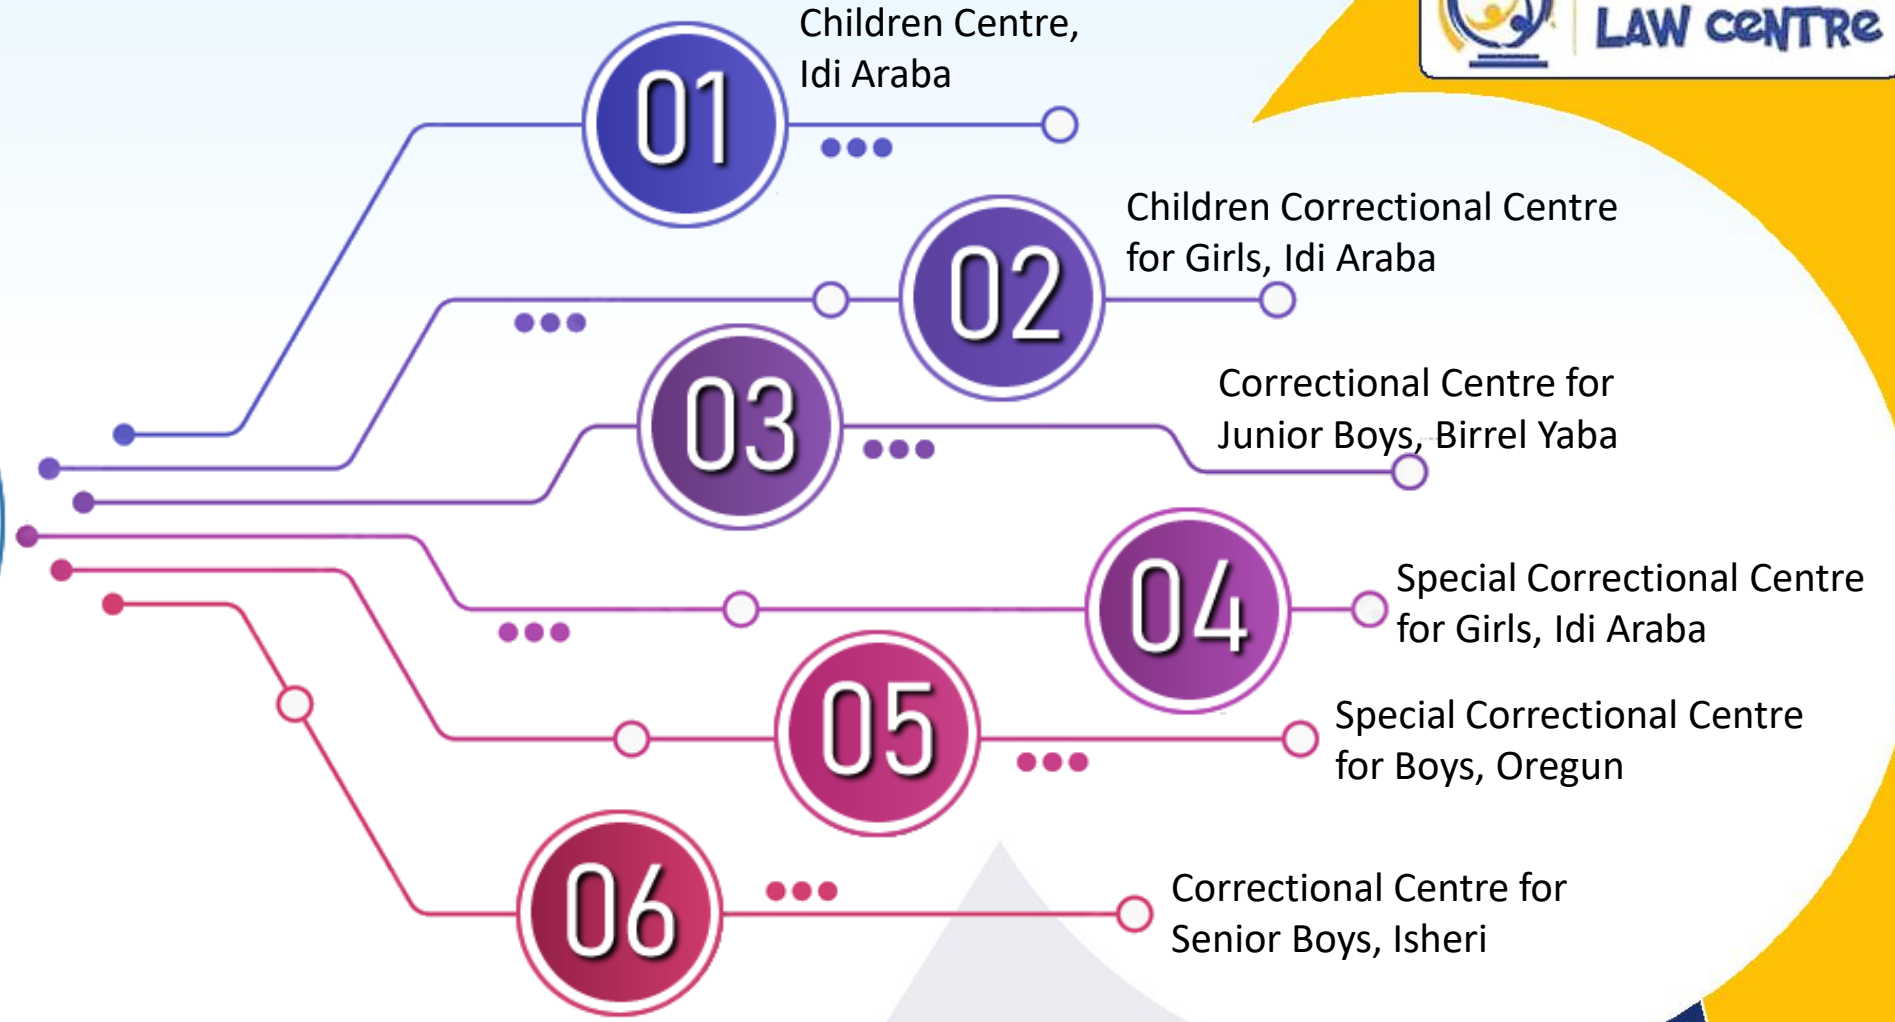 LAW CENTRE
01
Children Centre,
Idi Araba
02
Children Correctional Centre
for Girls, Idi Araba
03
Correctional Centre for
Junior Boys, Birrel Yaba
04
Special Correctional Centre
for Girls, Idi Araba
05
Special Correctional Centre
for Boys, Oregun
06
Correctional Centre for
Senior Boys, Isheri